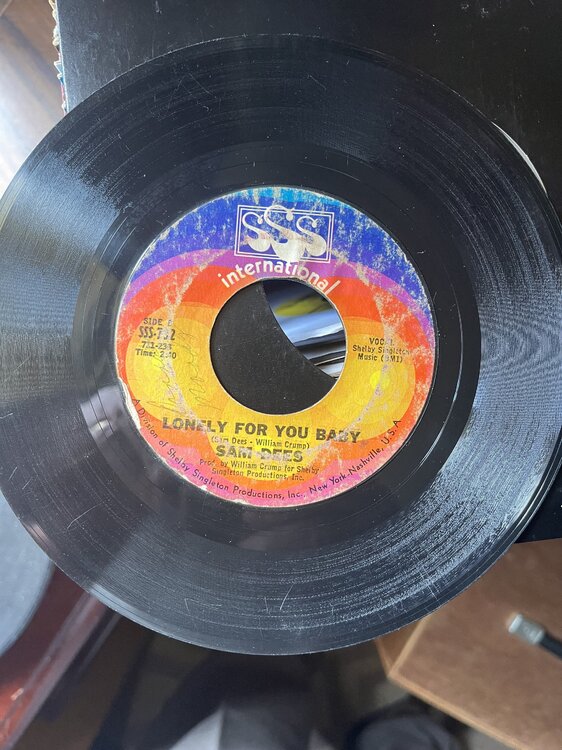 SSS
international
SIDE B
SSS-732
Time: 2:40
VOCAL
Shelby Singleton
Music (BMI)
LONELY FOR YOU BABY
(Sam Dees - William Crump)
SAM DEES
Prod. by William Crump for Shelby
Singleton Productions, Inc.
A Division of Shelby Singleton Productions, Inc., New York Nashville, U.S.A